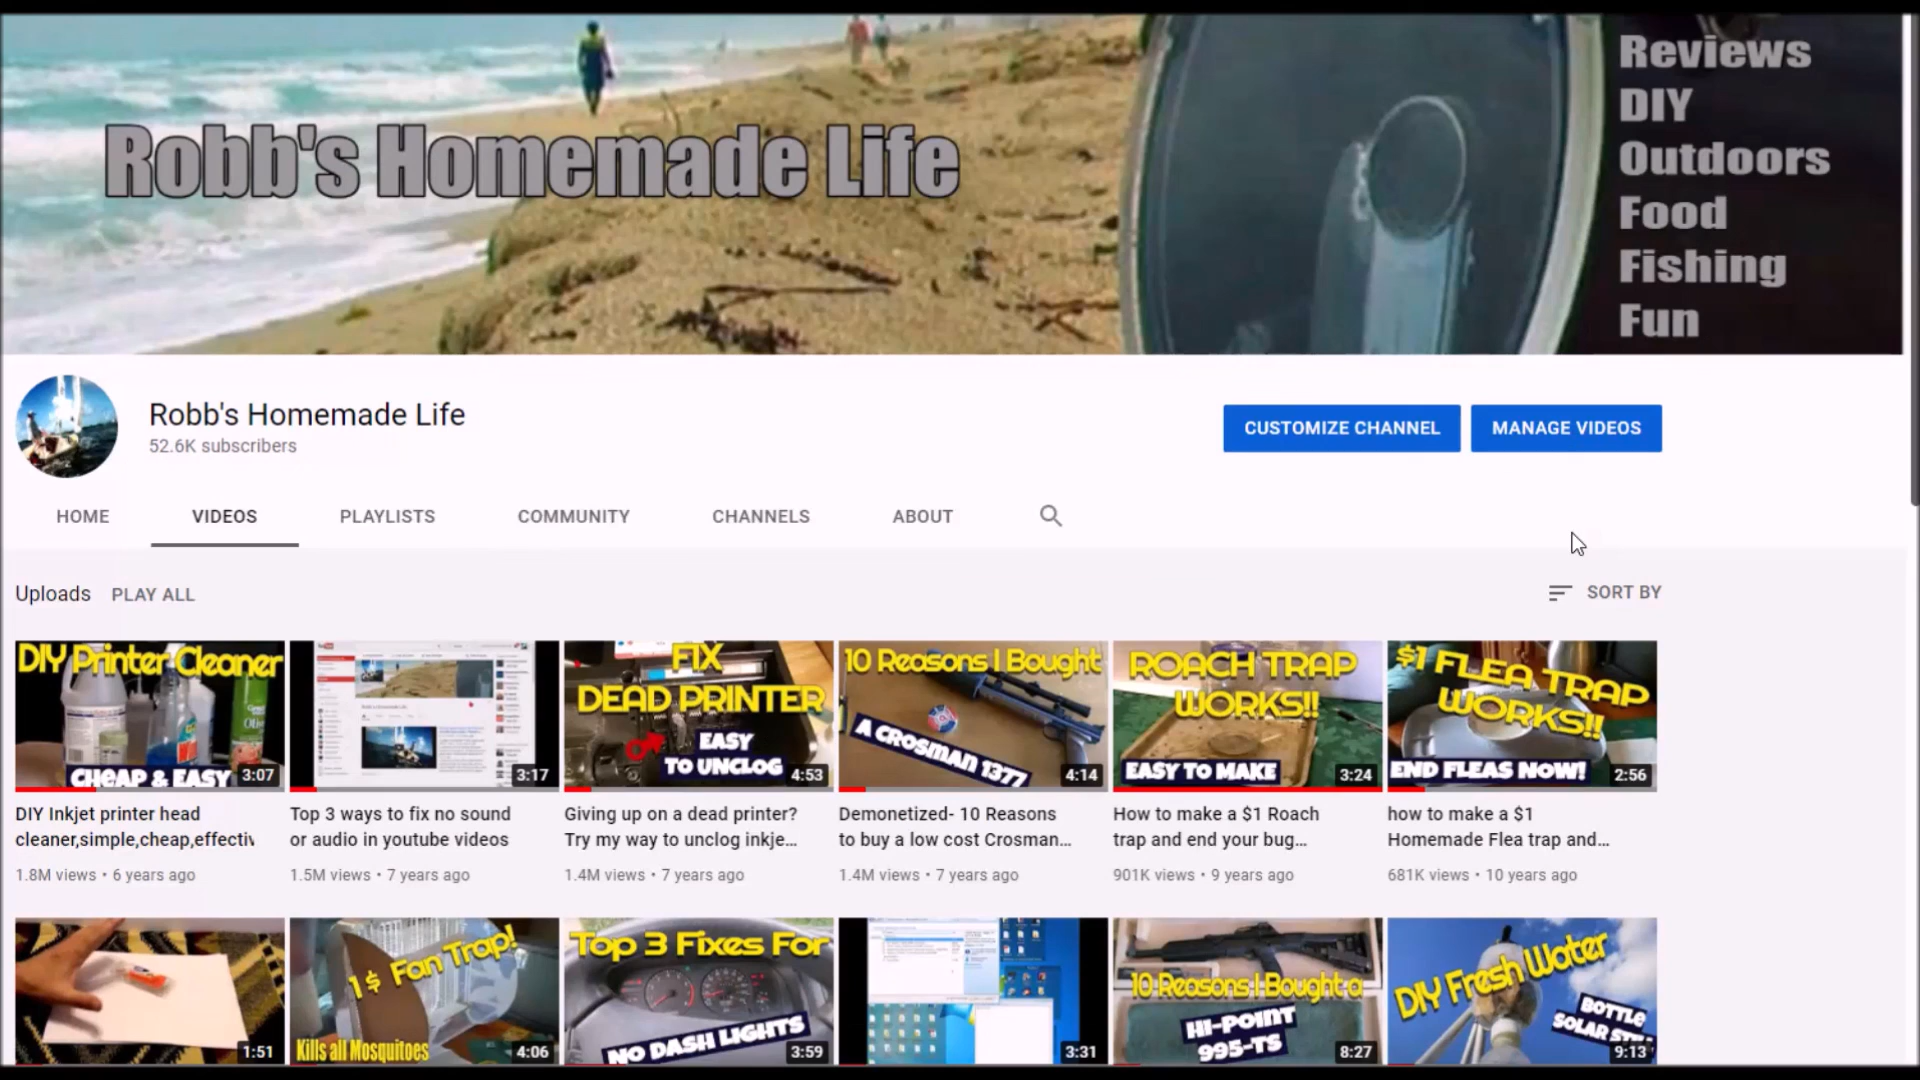 Reviews
DIY
Outdoors
Food
Fishing
Fun
Robb's Homemade Life
Robb's Homemade Life
52.6K subscribers
CUSTOMIZE CHANNEL
MANAGE VIDEOS
HOME
VIDEOS
PLAYLISTS
COMMUNITY
CHANNELS
ABOUT
Uploads
PLAY ALL
SORT BY
DIY Printer Cleaner
CHEAP & EASY
3:07
DIY Inkjet printer head
cleaner,simple,cheap,effectiv
1.8M views • 6 years ago
3:17
Top 3 ways to fix no sound
or audio in youtube videos
1.5M views • 7 years ago
FIX
DEAD PRINTER
EASY
TO UNCLOG
4:53
Giving up on a dead printer?
Try my way to unclog inkje...
1.4M views • 7 years ago
10 Reasons I Bought
A CROSMAN 1377
4:14
Demonetized- 10 Reasons
to buy a low cost Crosman...
1.4M views • 7 years ago
ROACH TRAP
WORKS!!
EASY TO MAKE
3:24
How to make a $1 Roach
trap and end your bug...
901K views • 9 years ago
$1 FLEA TRAP
WORKS!!
END FLEAS NOW!
2:56
how to make a $1
Homemade Flea trap and...
681K views • 10 years ago
1:51
1$ Fan Trap!
Kills all Mosquitoes
4:06
Top 3 Fixes For
NO DASH LIGHTS
3:59
3:31
10 Reasons I Bought a
HI-POINT
995-TS
8:27
DIY Fresh Water
BOTTLE
SOLAR
9:13